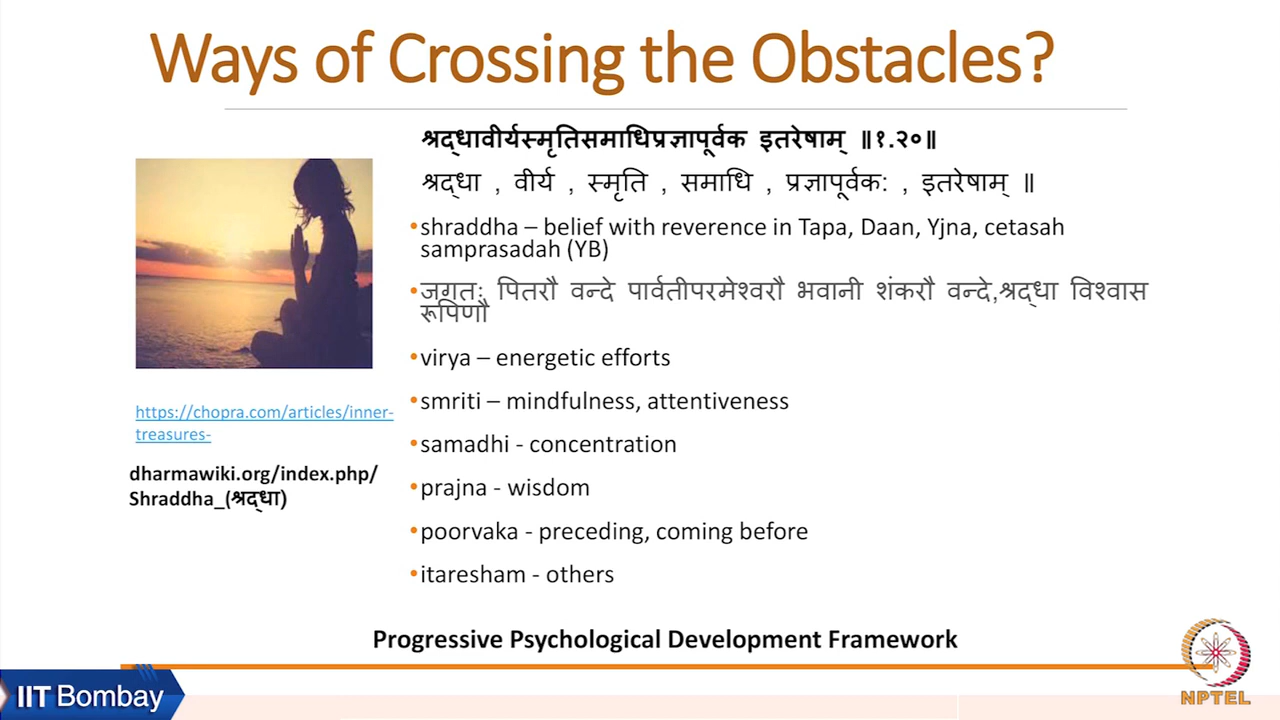 Ways of Crossing the Obstacles?
श्रद्धावीर्यस्मृतिसमाधिप्रज्ञापूर्वक इतरेषाम् ॥१.२०॥
श्रद्धा , वीर्य , स्मृति , समाधि , प्रज्ञापूर्वक: , इतरेषाम् ॥
•shraddha – belief with reverence in Tapa, Daan, Yjna, cetasah
samprasadah (YB)
•जगतः पितरौ वन्दे पार्वतीपरमेश्वरौ भवानी शंकरौ वन्दे,श्रद्धा विश्वास
रूपिणौ
•virya – energetic efforts
•smriti – mindfulness, attentiveness
•samadhi - concentration
•prajna - wisdom
•poorvaka - preceding, coming before
•itaresham - others
https://chopra.com/articles/inner-
treasures-
dharmawiki.org/index.php/
Shraddha_(श्रद्धा)
Progressive Psychological Development Framework
IIT Bombay
NPTEL